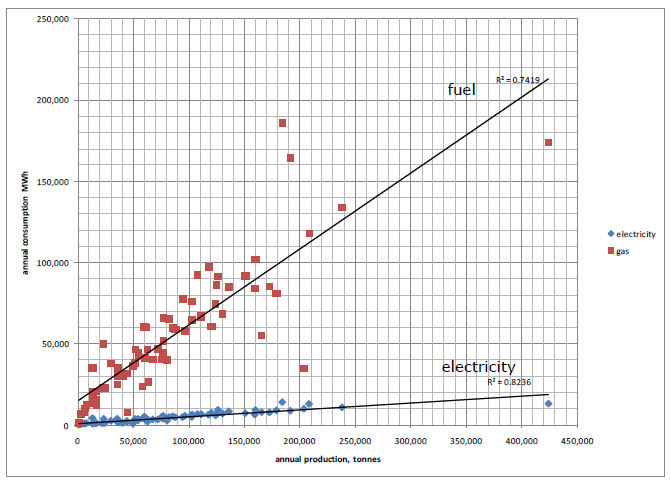 250,000
200,000
150,000
100,000
50,000
0
annual consumption MWh
fuel
R² = 0.7419
electricity
R² = 0.8236
electricity
gas
0 50,000 100,000 150,000 200,000 250,000 300,000 350,000 400,000 450,000
annual production, tonnes